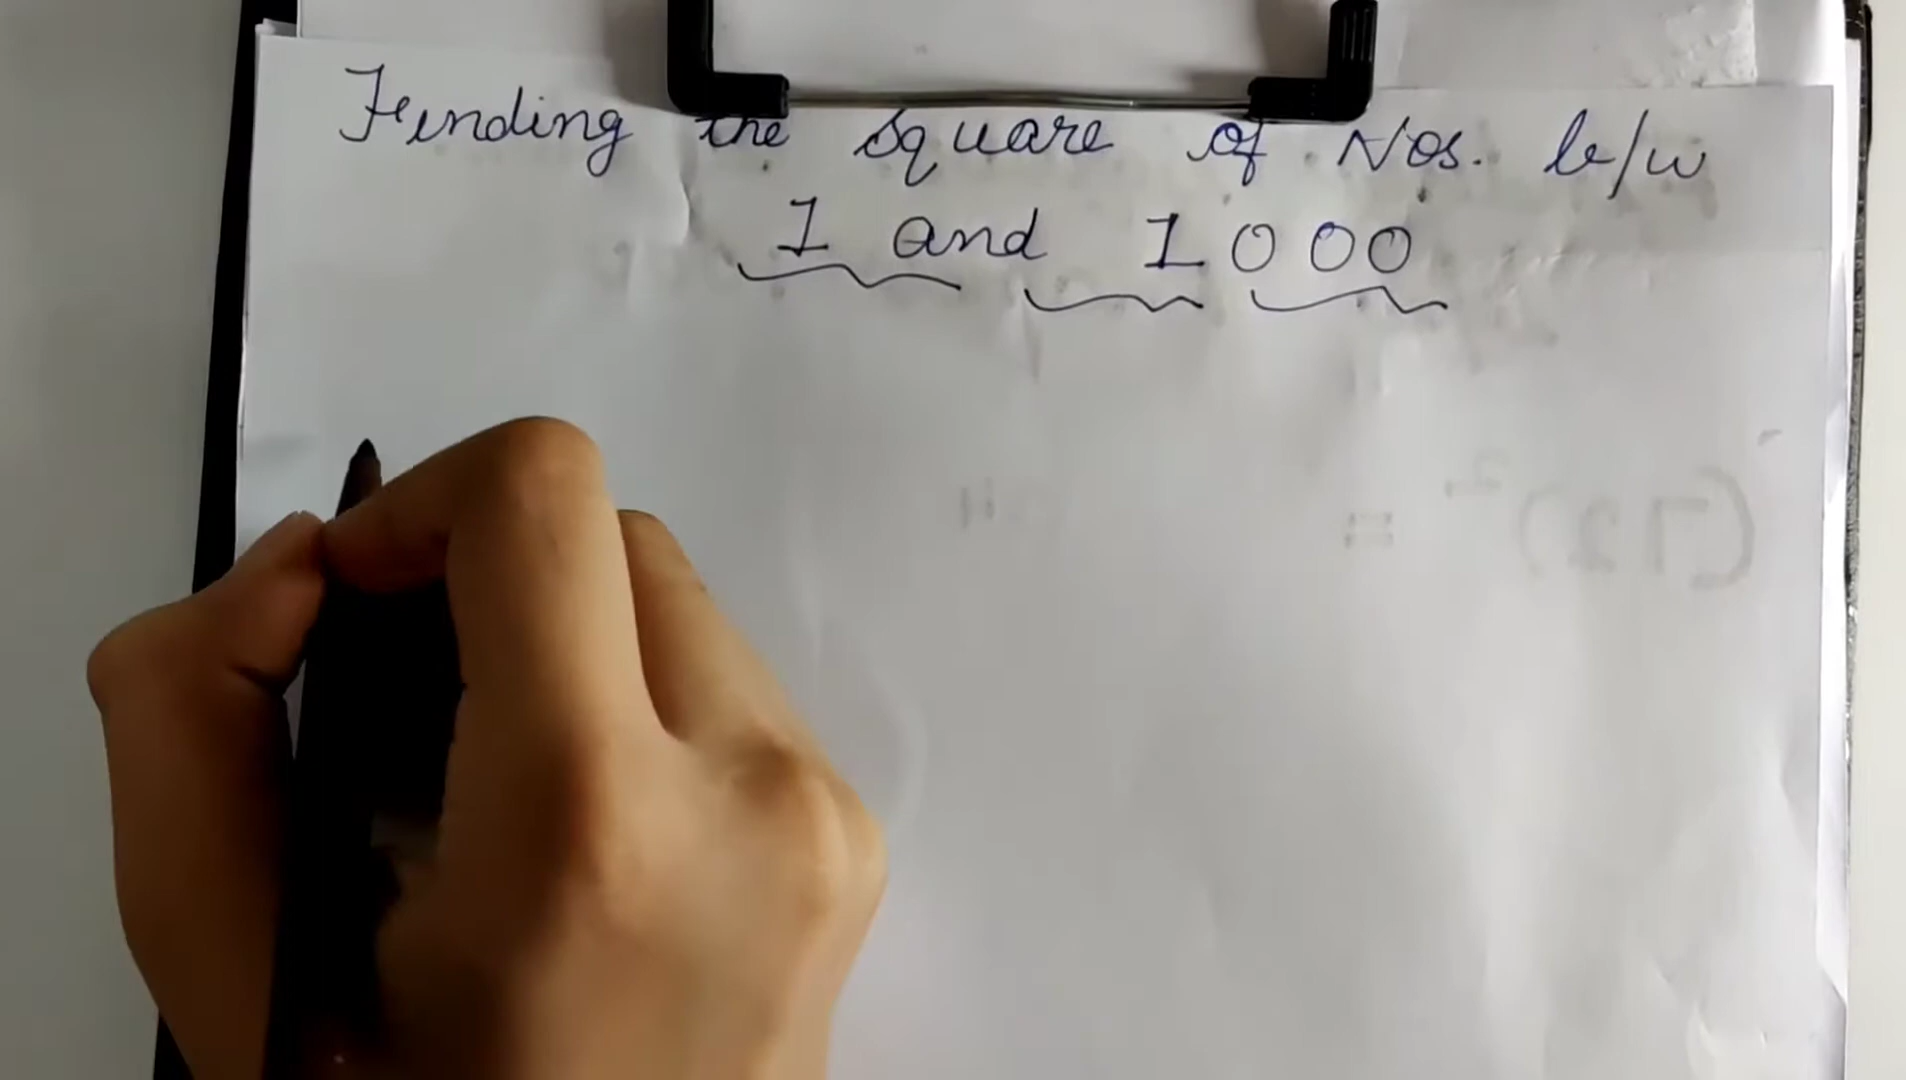 Finding the square of Nos. b/w
1 and 1000